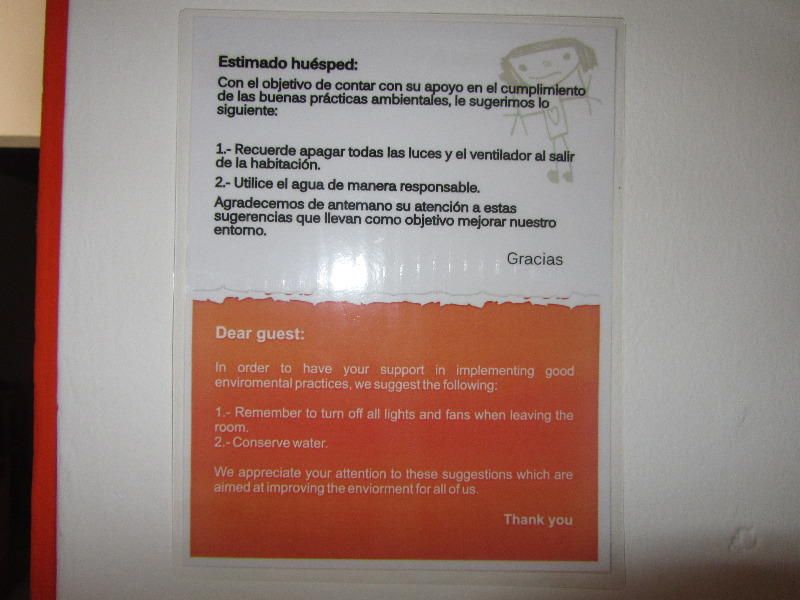 Estimado huésped:
Con el objetivo de contar con su apoyo en el cumplimiento
de las buenas prácticas ambientales, le sugerimos lo
siguiente:
1.- Recuerde apagar todas las luces y el ventilador al salir
de la habitación.
2.- Utilice el agua de manera responsable.
Agradecemos de antemano su atención a estas
sugerencias que llevan como objetivo mejorar nuestro
entorno.
Gracias
Dear guest:
In order to have your support in implementing good
enviromental practices, we suggest the following:
1.- Remember to turn off all lights and fans when leaving the
room.
2.- Conserve water.
We appreciate your attention to these suggestions which are
aimed at improving the enviorment for all of us.
Thank you